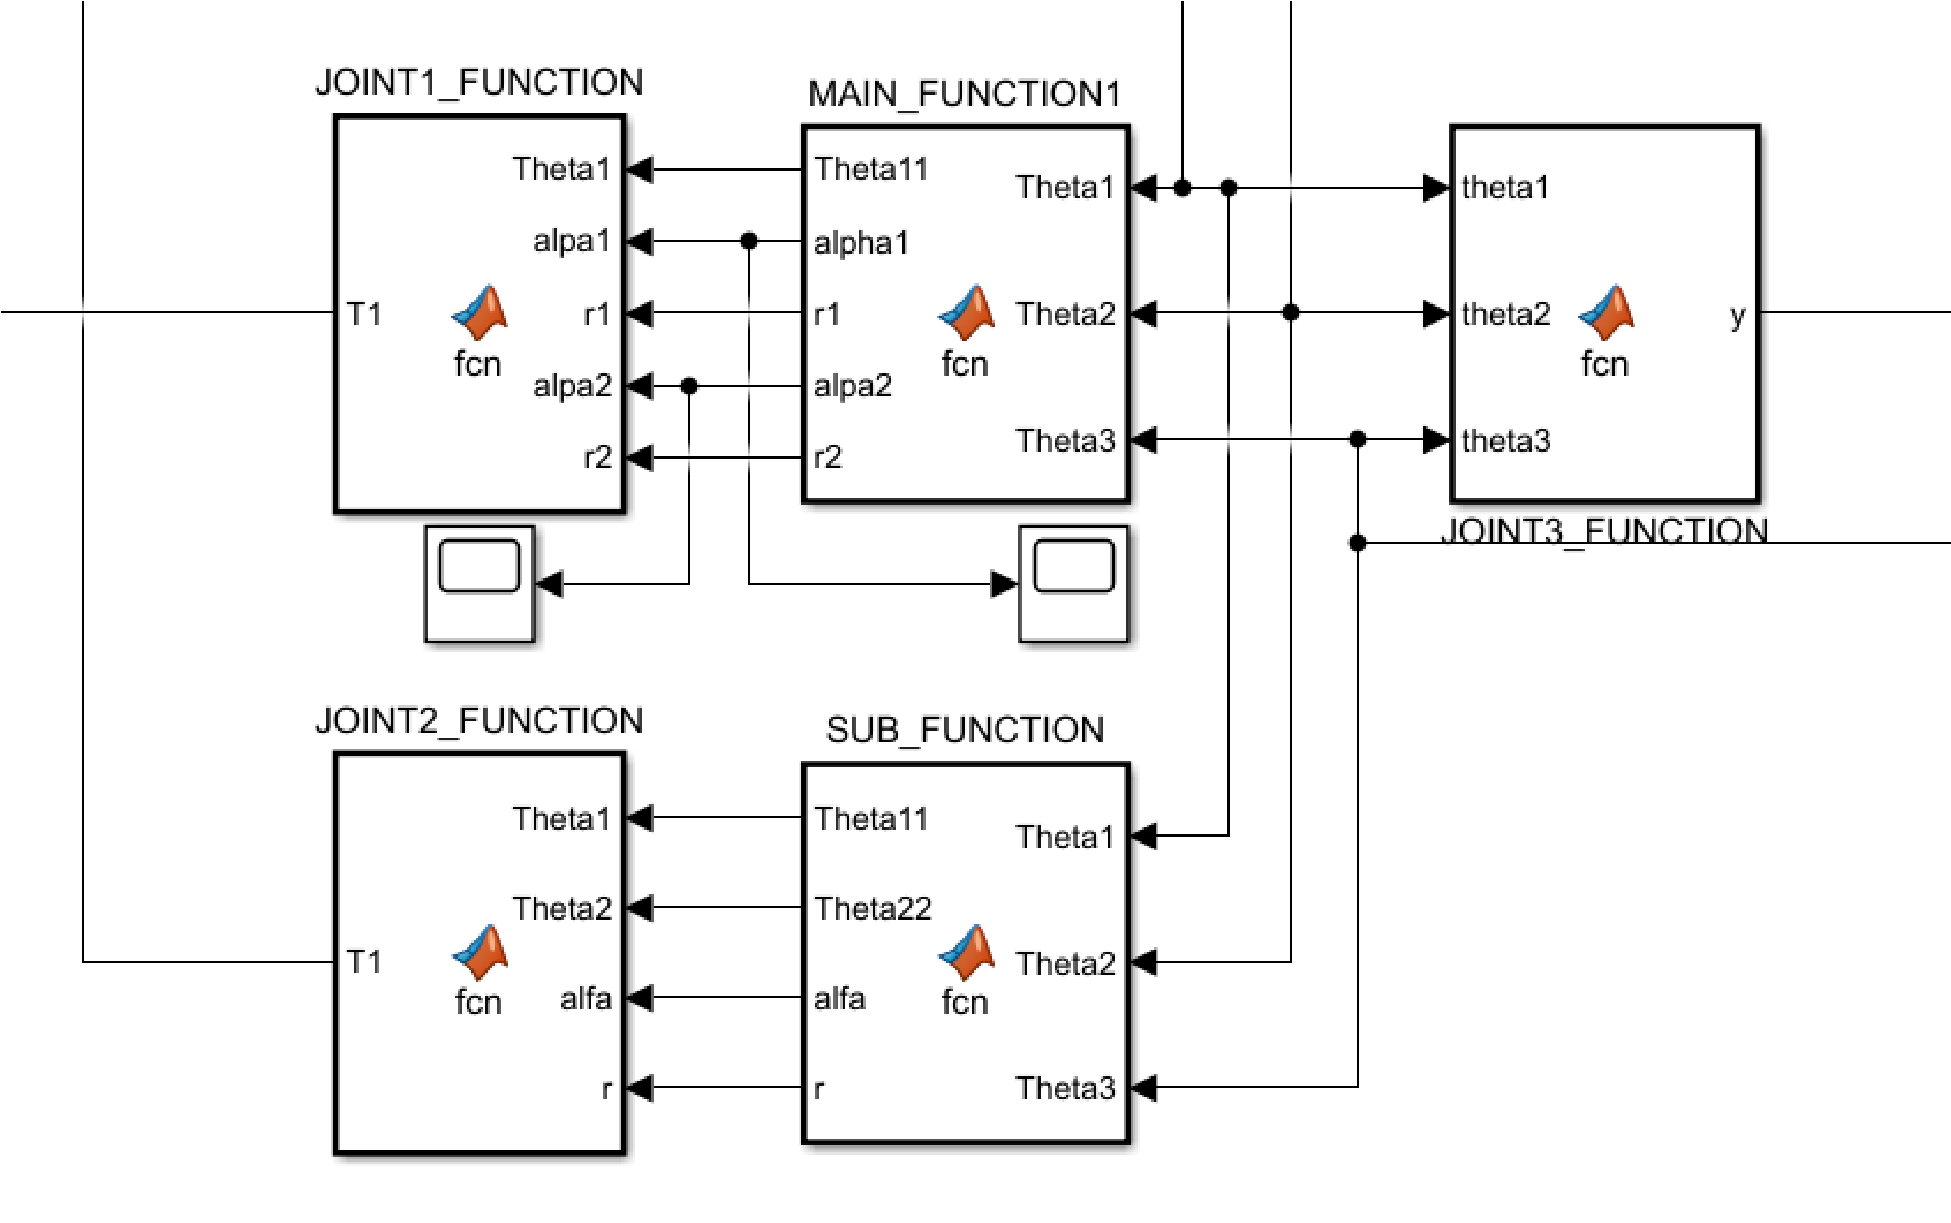 JOINT1_FUNCTION
Theta1
alpa1
T1
r1
fcn
alpa2
r2
MAIN_FUNCTION1
Theta11
Theta1
alpha1
r1
Theta2
fcn
alpa2
Theta3
r2
theta1
theta2
y
fcn
theta3
JOINT3_FUNCTION
JOINT2_FUNCTION
Theta1
Theta2
T1
fcn
alfa
r
SUB_FUNCTION
Theta11
Theta1
Theta22
Theta2
alfa
fcn
r
Theta3